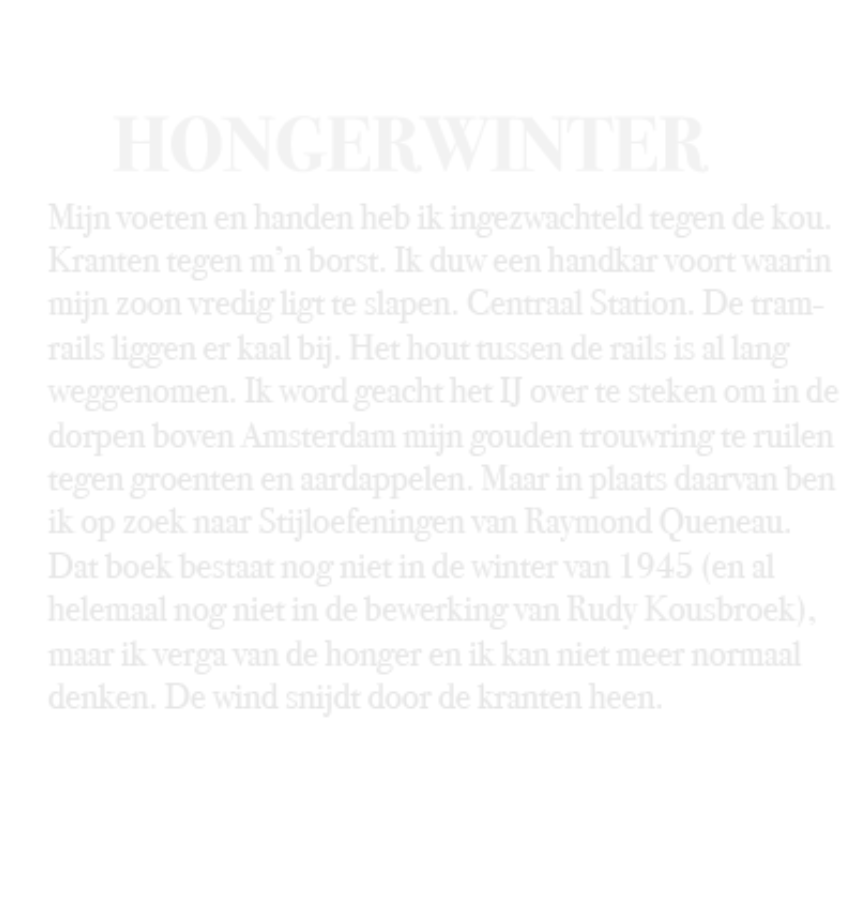 HONGERWINTER
Mijn voeten en handen heb ik ingezwachteld tegen de kou.
Kranten tegen m’n borst. Ik duw een handkar voort waarin
mijn zoon vredig ligt te slapen. Centraal Station. De tram-
rails liggen er kaal bij. Het hout tussen de rails is al lang
weggenomen. Ik word geacht het IJ over te steken om in de
dorpen boven Amsterdam mijn gouden trouwring te ruilen
tegen groenten en aardappelen. Maar in plaats daarvan ben
ik op zoek naar Stijloefeningen van Raymond Queneau.
Dat boek bestaat nog niet in de winter van 1945 (en al
helemaal nog niet in de bewerking van Rudy Kousbroek),
maar ik verga van de honger en ik kan niet meer normaal
denken. De wind snijdt door de kranten heen.